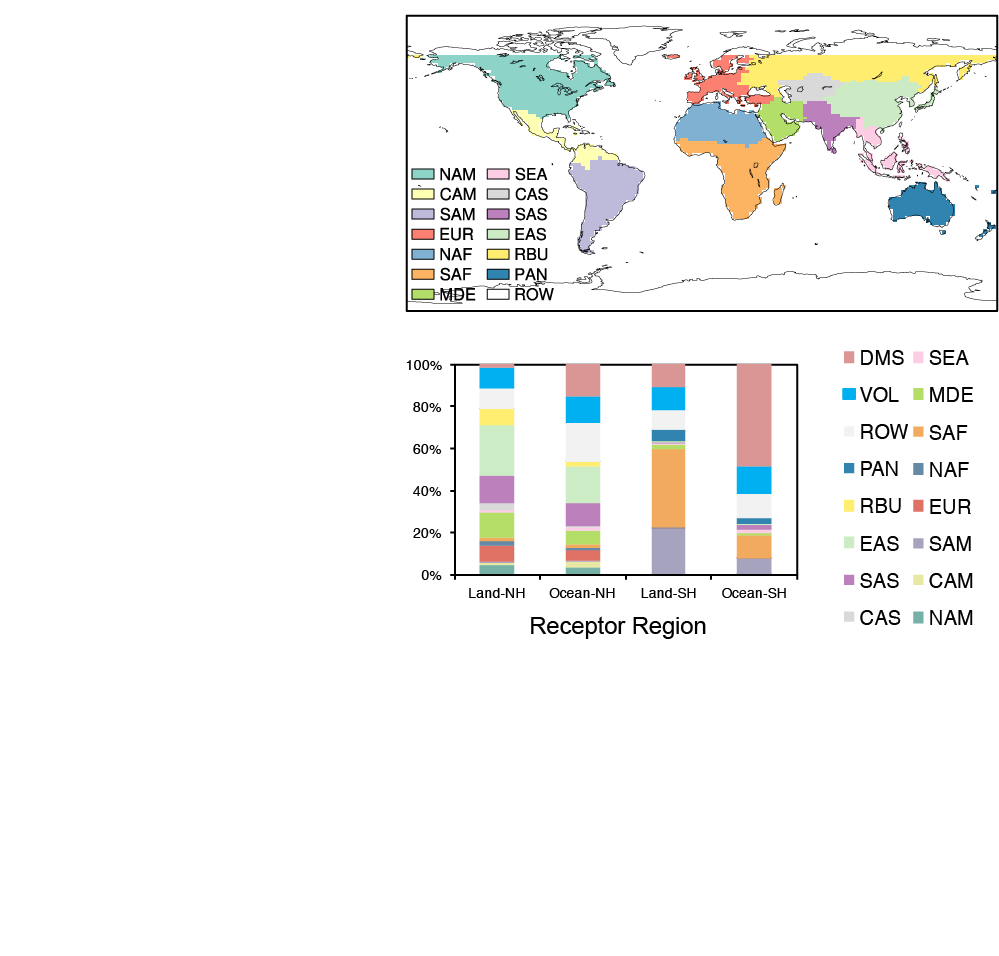 NAM SEA
CAM CAS
SAM SAS
EUR EAS
NAF RBU
SAF PAN
MDE ROW
100%
80%
60%
40%
20%
0%
Land-NH Ocean-NH Land-SH Ocean-SH
Receptor Region
DMS SEA
VOL MDE
ROW SAF
PAN NAF
RBU EUR
EAS SAM
SAS CAM
CAS NAM